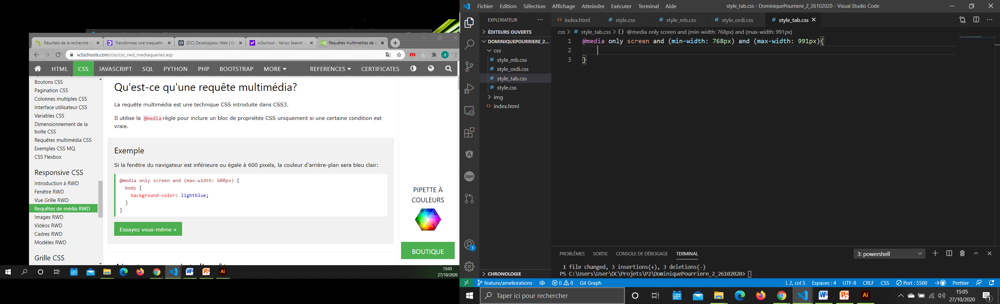 Résultats de la recherche : b
Transformez une maquette
[OC] Developpeur Web | Gr
w3school - Yahoo Search -
Requêtes multimédias de co
w3schools.com/css/css_rwd_mediaqueries.asp
HTML
CSS
JAVASCRIPT
SQL
PYTHON
PHP
BOOTSTRAP
MORE
REFERENCES
CERTIFICATES
Boutons CSS
Pagination CSS
Colonnes multiples CSS
Interface utilisateur CSS
Variables CSS
Dimensionnement de la
boîte CSS
Requêtes multimédia CSS
Exemples CSS MQ
CSS Flexbox
Responsive CSS
Introduction à RWD
Fenêtre RWD
Vue Grille RWD
Requêtes de média RWD
Images RWD
Vidéos RWD
Cadres RWD
Modèles RWD
Grille CSS
Qu'est-ce qu'une requête multimédia?
La requête multimédia est une technique CSS introduite dans CSS3.
Il utilise la @media règle pour inclure un bloc de propriétés CSS uniquement si une certaine condition est
vraie.
Exemple
Si la fenêtre du navigateur est inférieure ou égale à 600 pixels, la couleur d'arrière-plan sera bleu clair:
@media only screen and (max-width: 600px) {
body {
background-color: lightblue;
}
}
Essayez vous-même »
PIPETTE À
COULEURS
BOUTIQUE
15:05
27/10/2020
Fichier Edition Sélection Affichage Atteindre Exécuter Terminal Aide
style_tab.css - DominiquePourriere_2_26102020 - Visual Studio Code
EXPLORATEUR
ÉDITEURS OUVERTS
DOMINIQUEPOURRIERE_2...
css
style_mb.css
style_ordi.css
style_tab.css
style.css
img
index.html
index.html
style.css
style_mb.css
style_ordi.css
style_tab.css
css > # style_tab.css > {} @media only screen and (min-width: 768px) and (max-width: 991px)
1 @media only screen and (min-width: 768px) and (max-width: 991px){
2
3 }
PROBLÈMES SORTIE CONSOLE DE DÉBOGAGE TERMINAL
3: powershell
1 file changed, 3 insertions(+), 3 deletions(-)
PS C:\Users\User\OC\Projets\P2\DominiquePourriere_2_26102020>
CHRONOLOGIE
feature/ameliorations
0 0
Git Graph
L 2, col 5
Espaces : 4
UTF-8
CRLF
CSS
Port : 5500
Prettier
Taper ici pour rechercher
15:05
27/10/2020